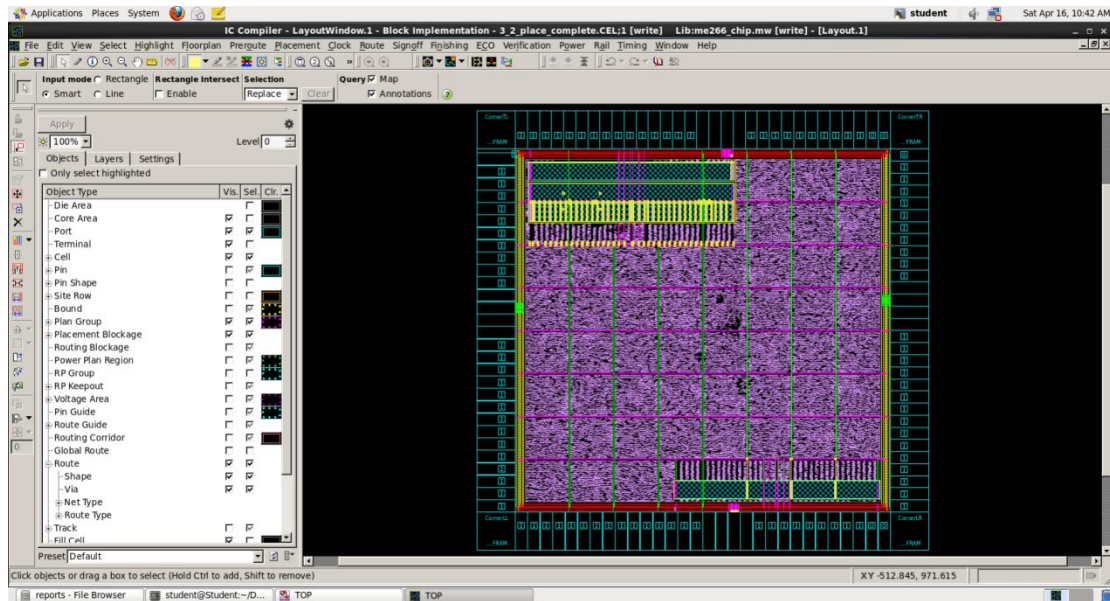 Applications Places System
student
Sat Apr 16, 10:42 AM
IC Compiler - LayoutWindow.1 - Block Implementation - 3_2_place_complete.CEL;1 [write] Lib:me266_chip.mw [write] - [Layout.1]
File Edit View Select Highlight Floorplan Preroute Placement Clock Route Signoff Finishing ECO Verification Power Rail Timing Window Help
Input mode Rectangle Rectangle Intersect Selection Query Map
Smart Line Enable Replace Clear Annotations
Apply
100% Level 0
Objects Layers Settings
Only select highlighted
Object Type Vis. Sel. Clr.
Die Area
Core Area
Port
Terminal
Cell
Pin
Pin Shape
Site Row
Bound
Plan Group
Placement Blockage
Routing Blockage
Power Plan Region
RP Group
RP Keepout
Voltage Area
Pin Guide
Route Guide
Routing Corridor
Global Route
Route
Shape
Via
Net Type
Route Type
Track
Fill Cell
Preset Default
0
CornerTL CornerTR
...FRAM ...FRAM
CornerLL CornerLR
...FRAM ...FRAM
Click objects or drag a box to select (Hold Ctrl to add, Shift to remove)
XY -512.845, 971.615
reports - File Browser student@Student:~/D... TOP TOP